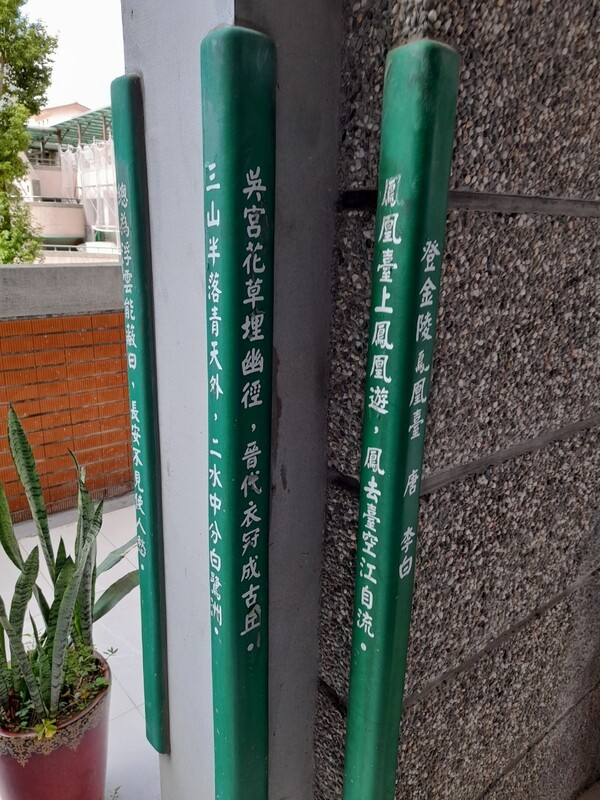 登金陵鳳凰臺 唐 李白
鳳凰臺上鳳凰遊，鳳去臺空江自流。
吳宮花草埋幽徑，晉代衣冠成古丘。
三山半落青天外，二水中分白鷺洲。
總為浮雲能蔽日，長安不見使人愁。